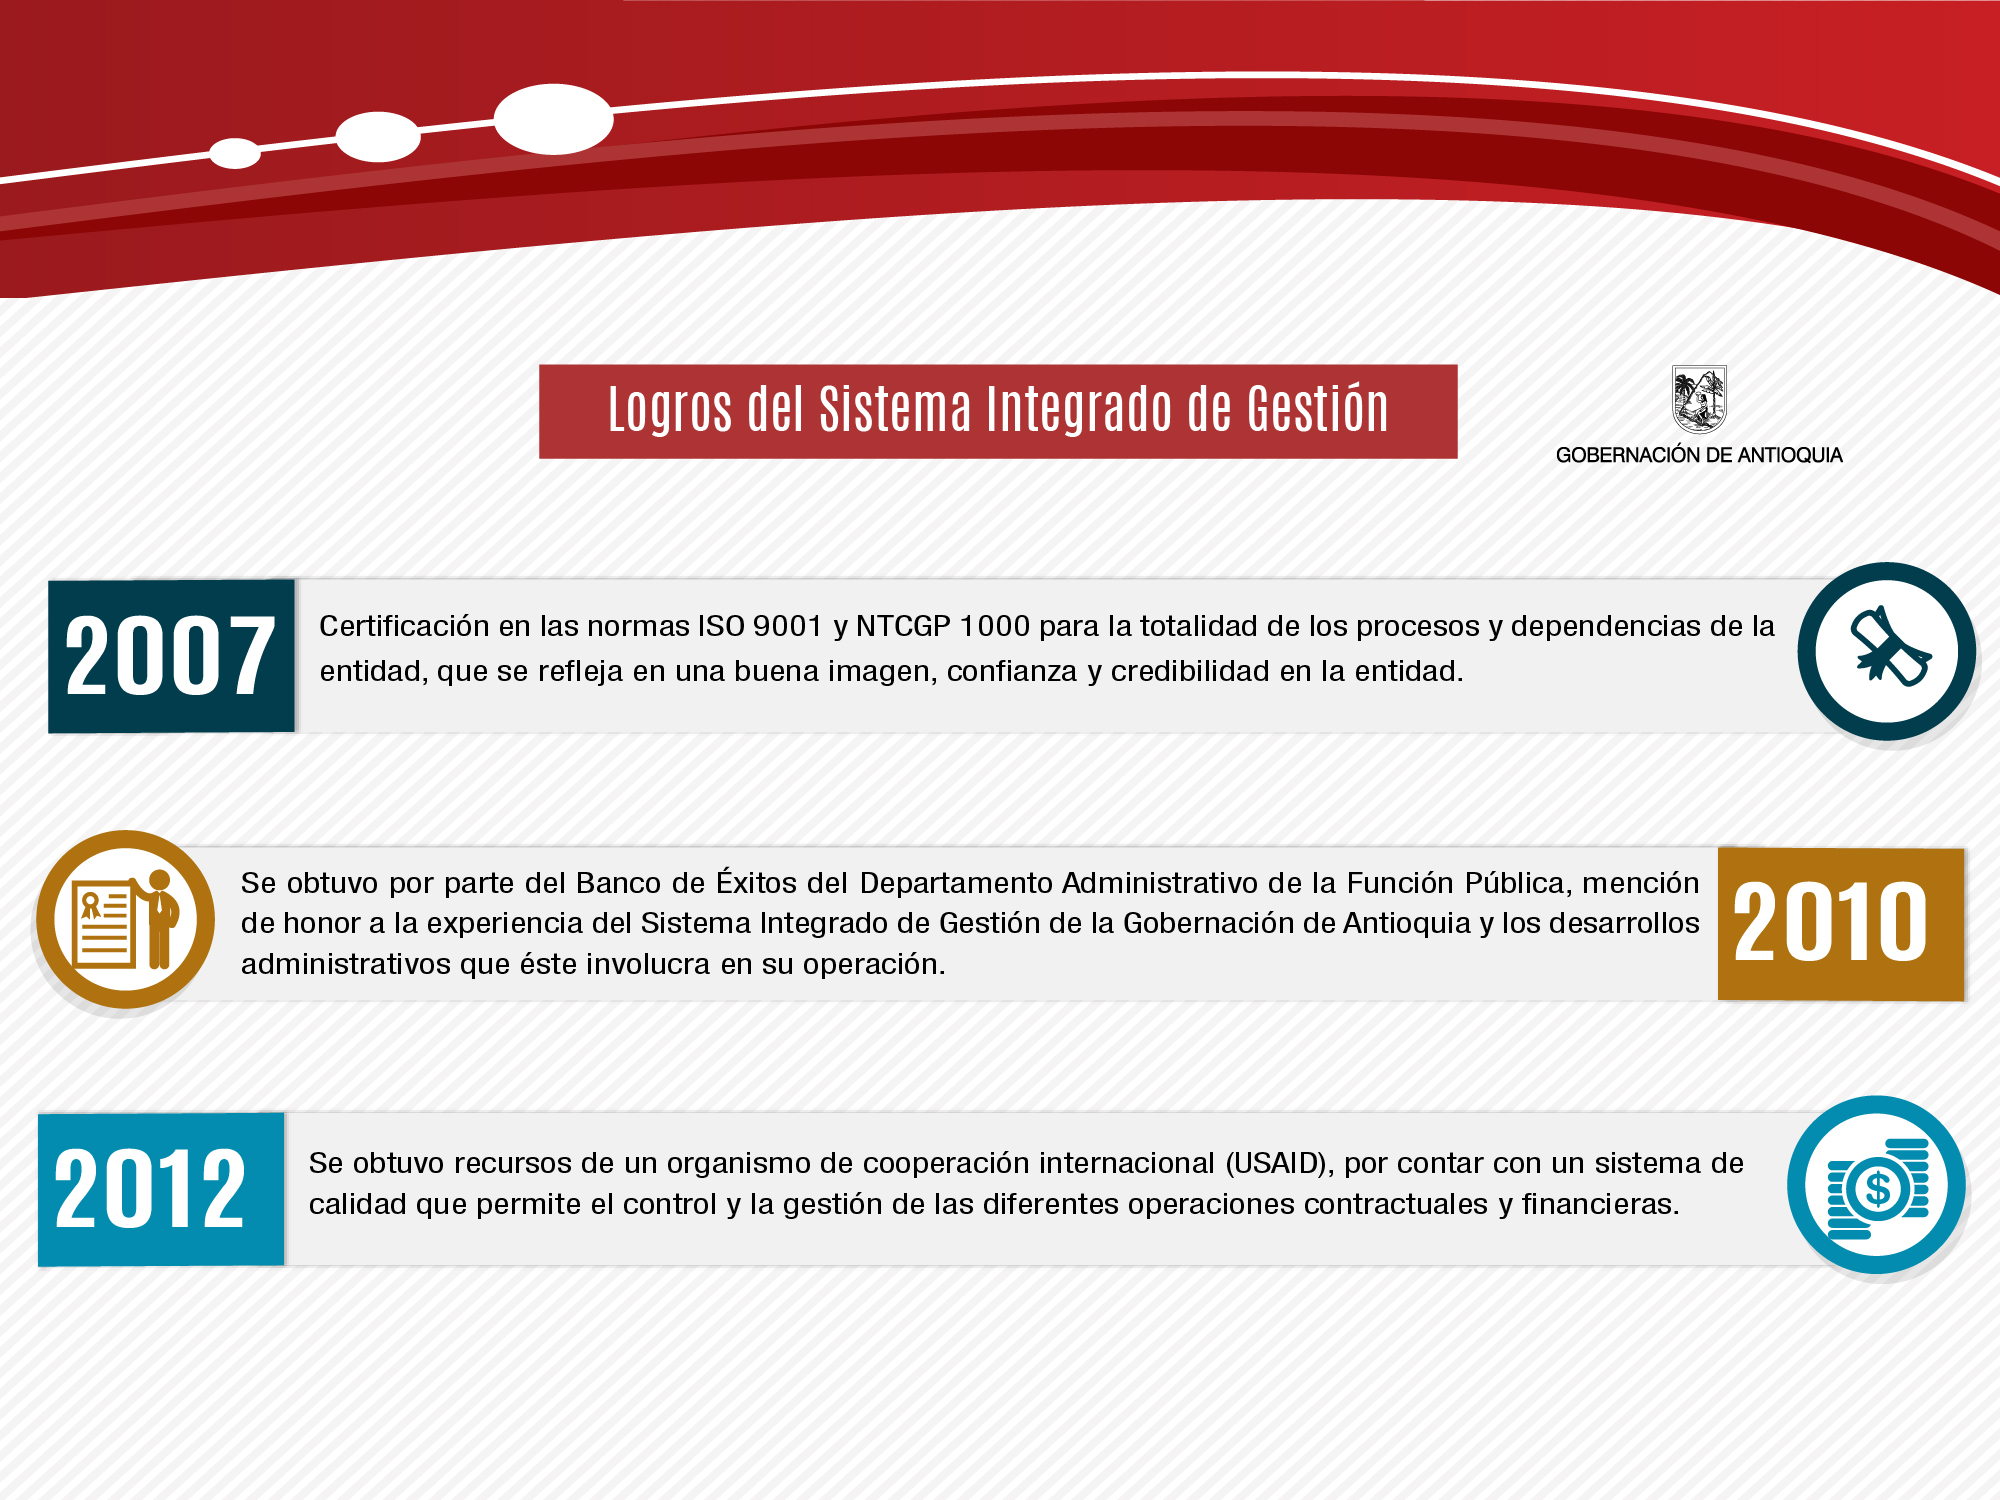 Logros del Sistema Integrado de Gestión
GOBERNACIÓN DE ANTIOQUIA
2007
Certificación en las normas ISO 9001 y NTCGP 1000 para la totalidad de los procesos y dependencias de la
entidad, que se refleja en una buena imagen, confianza y credibilidad en la entidad.
Se obtuvo por parte del Banco de Éxitos del Departamento Administrativo de la Función Pública, mención
de honor a la experiencia del Sistema Integrado de Gestión de la Gobernación de Antioquia y los desarrollos
administrativos que éste involucra en su operación.
2010
2012
Se obtuvo recursos de un organismo de cooperación internacional (USAID), por contar con un sistema de
calidad que permite el control y la gestión de las diferentes operaciones contractuales y financieras.
$